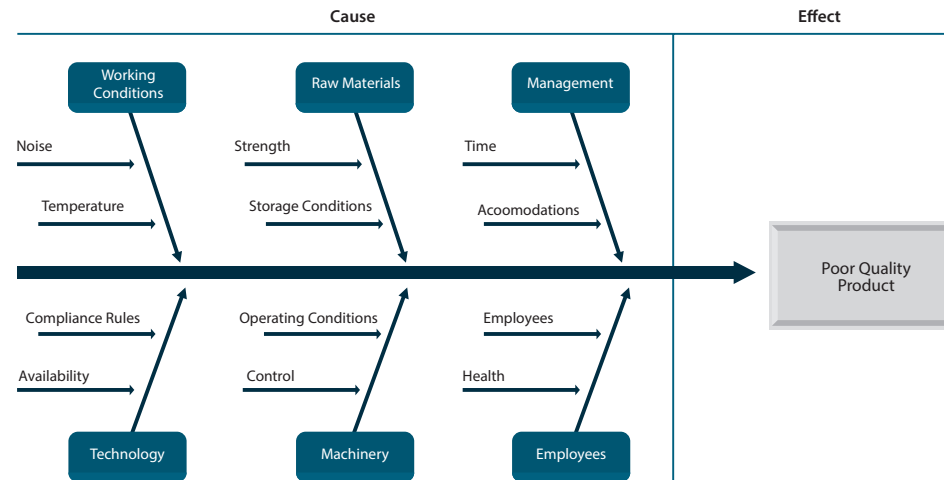 Cause
Effect
Working
Conditions
Raw Materials
Management
Noise
Strength
Time
Temperature
Storage Conditions
Acoomodations
Poor Quality
Product
Compliance Rules
Operating Conditions
Employees
Availability
Control
Health
Technology
Machinery
Employees